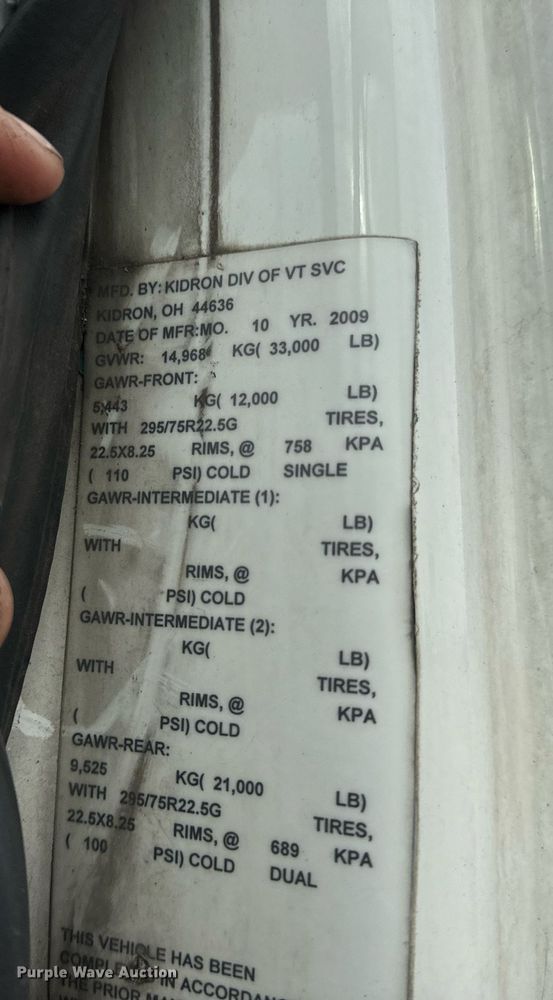 MFD. BY: KIDRON DIV OF VT SVC
KIDRON, OH 44636
DATE OF MFR:MO. 10 YR. 2009
GVWR: 14,968 KG( 33,000 LB)
GAWR-FRONT:
5,443 KG( 12,000 LB)
WITH 295/75R22.5G TIRES,
22.5X8.25 RIMS, @ 758 KPA
( 110 PSI) COLD SINGLE
GAWR-INTERMEDIATE (1):
KG( LB)
WITH TIRES,
RIMS, @ KPA
( PSI) COLD
GAWR-INTERMEDIATE (2):
KG( LB)
WITH TIRES,
RIMS, @ KPA
( PSI) COLD
GAWR-REAR:
9,525 KG( 21,000 LB)
WITH 295/75R22.5G TIRES,
22.5X8.25 RIMS, @ 689 KPA
( 100 PSI) COLD DUAL
THIS VEHICLE HAS BEEN
IN ACCORDANC
THE PRIOR
Purple Wave Auction